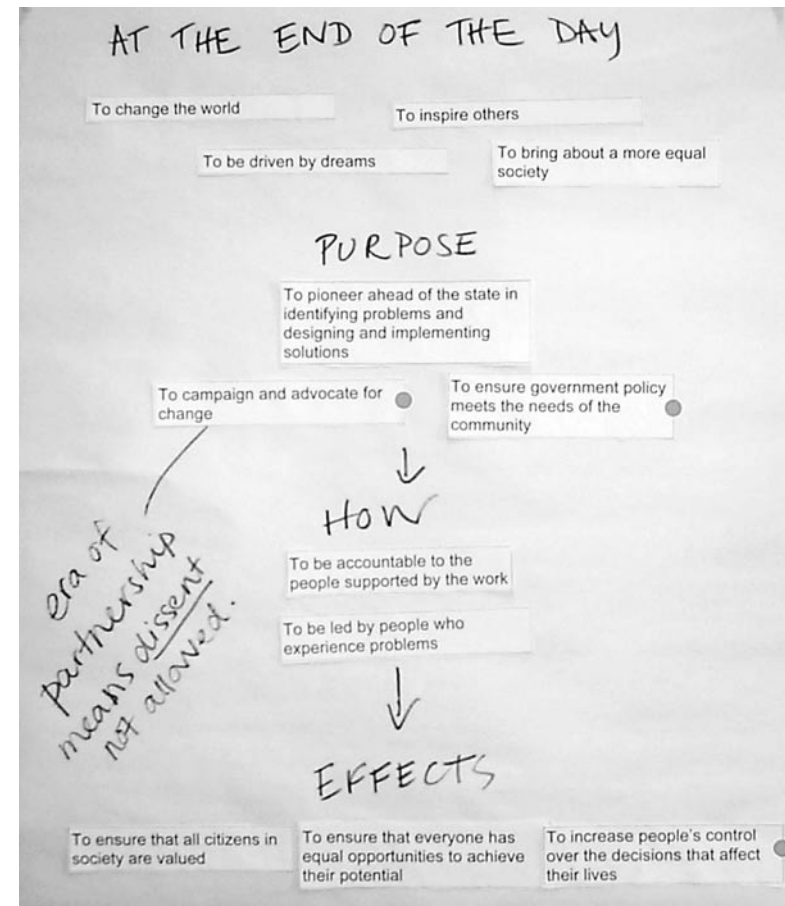 AT THE END OF THE DAY
To change the world
To inspire others
To be driven by dreams
To bring about a more equal
society
PURPOSE
To pioneer ahead of the state in
identifying problems and
designing and implementing
solutions
To campaign and advocate for
change
To ensure government policy
meets the needs of the
community
era of
partnership
means dissent
not allowed.
HOW
To be accountable to the
people supported by the work
To be led by people who
experience problems
EFFECTS
To ensure that all citizens in
society are valued
To ensure that everyone has
equal opportunities to achieve
their potential
To increase people's control
over the decisions that affect
their lives